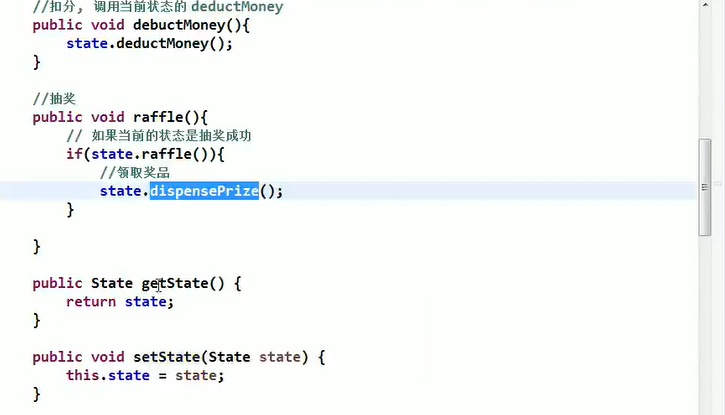 //扣分, 调用当前状态的 deductMoney
public void debuctMoney(){
state.deductMoney();
}
//抽奖
public void raffle(){
// 如果当前的状态是抽奖成功
if(state.raffle()){
//领取奖品
state.dispensePrize();
}
}
public State getState() {
return state;
}
public void setState(State state) {
this.state = state;
}